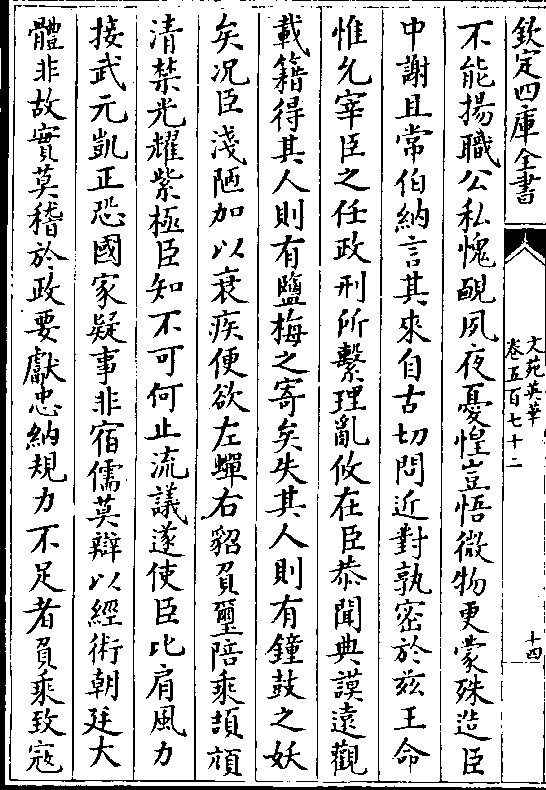 欽定四庫全書
文苑英華
卷五百七十二
十四
不能揚職公私愧靦夙夜憂惶豈悟微物更蒙殊造臣
中謝且常伯納言其來自古切問近對孰密於兹王命
惟允宰臣之任政刑所繫理亂攸在臣恭聞典謨遠觀
載籍得其人則有鹽梅之寄矣失其人則有鐘鼓之妖
矣况臣淺陋加以衰疾便欲左蟬右貂負璽陪乘頡頏
清禁光耀紫極臣知不可何止流議遂使臣比肩風力
接武元凱正恐國家疑事非宿儒莫辯以經術朝廷大
體非故實莫稽於政要獻忠納規力不足者負乘致寇